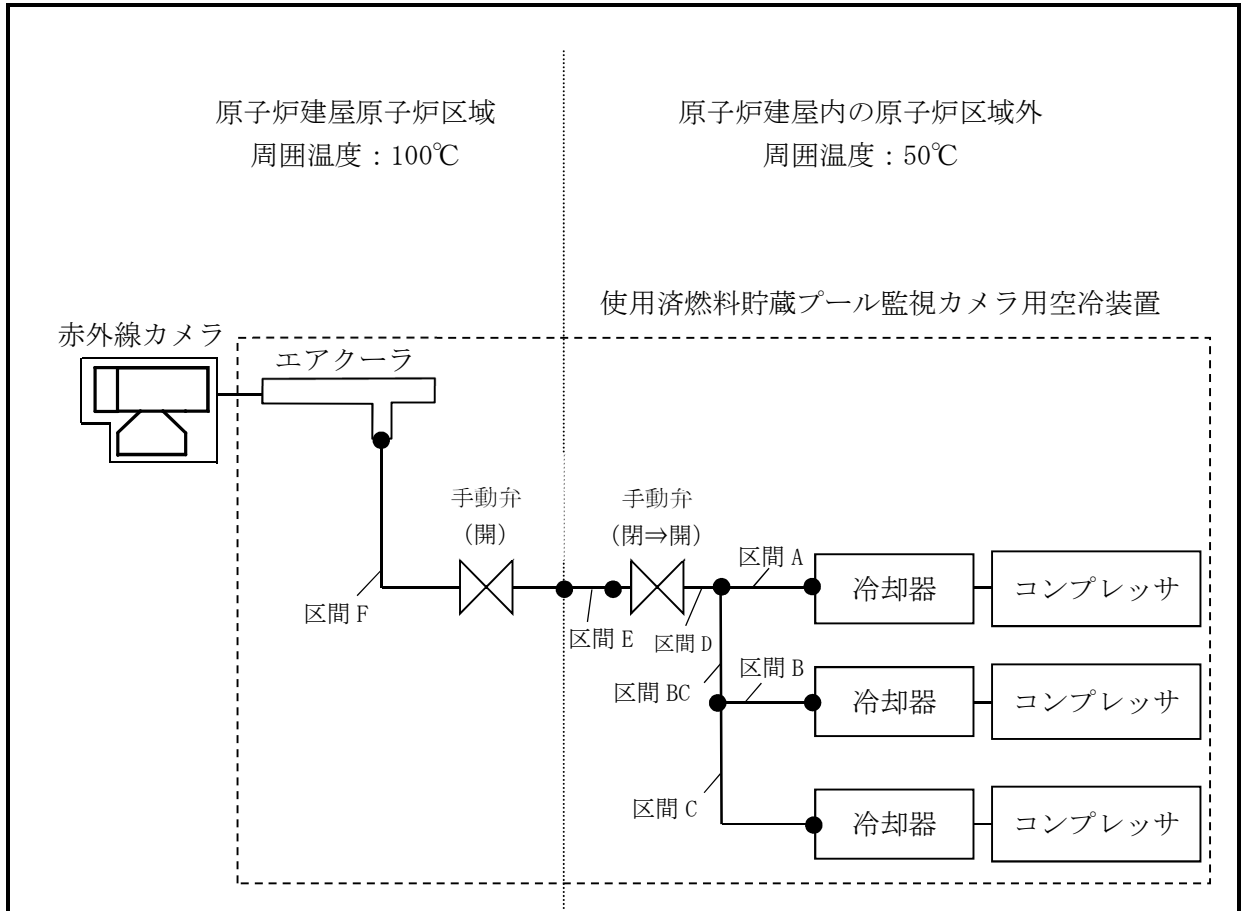 原子炉建屋原子炉区域
周囲温度：100℃
原子炉建屋内の原子炉区域外
周囲温度：50℃
使用済燃料貯蔵プール監視カメラ用空冷装置
赤外線カメラ
エアクーラ
手動弁
（開）
手動弁
（閉⇒開）
区間 A
冷却器
コンプレッサ
区間 F
区間 E
区間 D
区間 B
区間 BC
冷却器
コンプレッサ
区間 C
冷却器
コンプレッサ